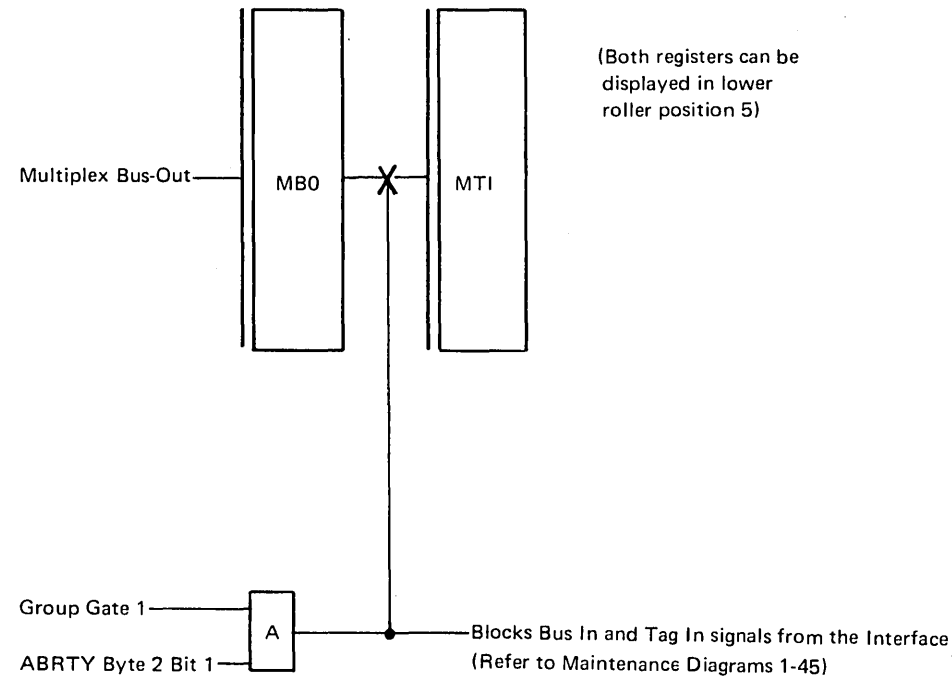 (Both registers can be
displayed in lower
roller position 5)
Multiplex Bus-Out
MBO
MTI
Group Gate 1
A
Blocks Bus In and Tag In signals from the Interface
ABRTY Byte 2 Bit 1
(Refer to Maintenance Diagrams 1-45)